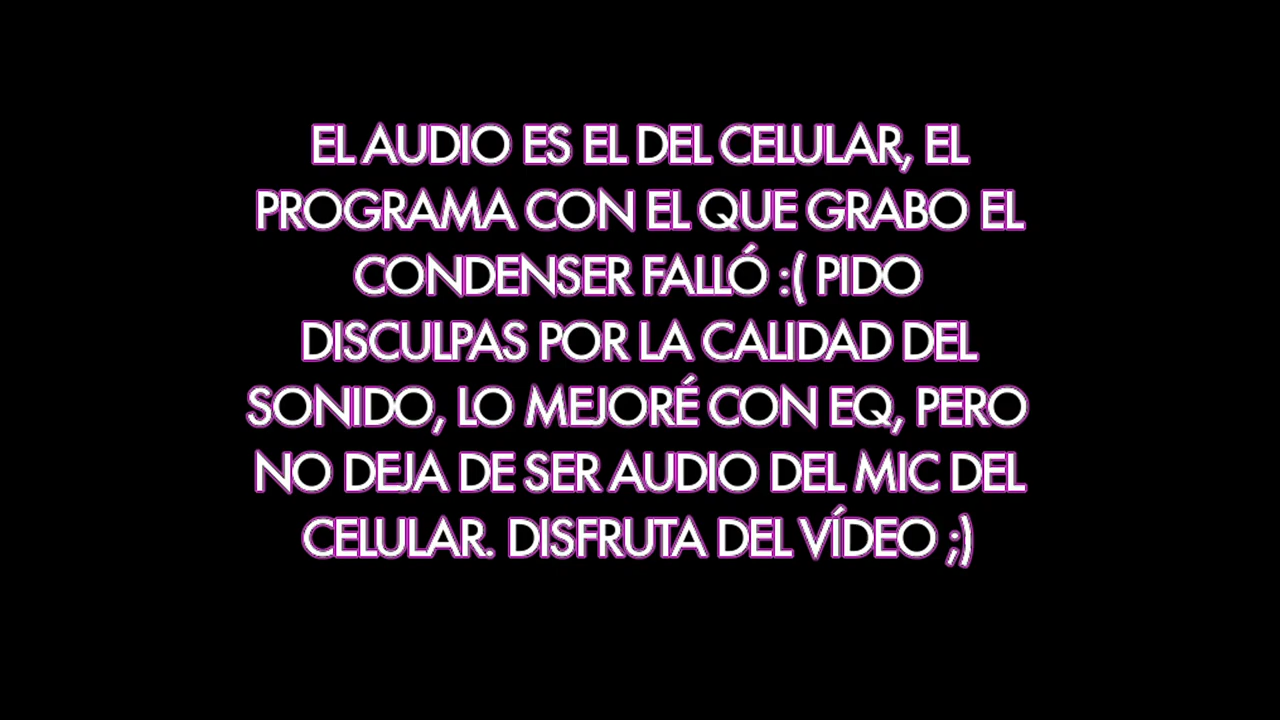 EL AUDIO ES EL DEL CELULAR, EL
PROGRAMA CON EL QUE GRABO EL
CONDENSER FALLÓ :( PIDO
DISCULPAS POR LA CALIDAD DEL
SONIDO, LO MEJORÉ CON EQ, PERO
NO DEJA DE SER AUDIO DEL MIC DEL
CELULAR. DISFRUTA DEL VÍDEO ;)